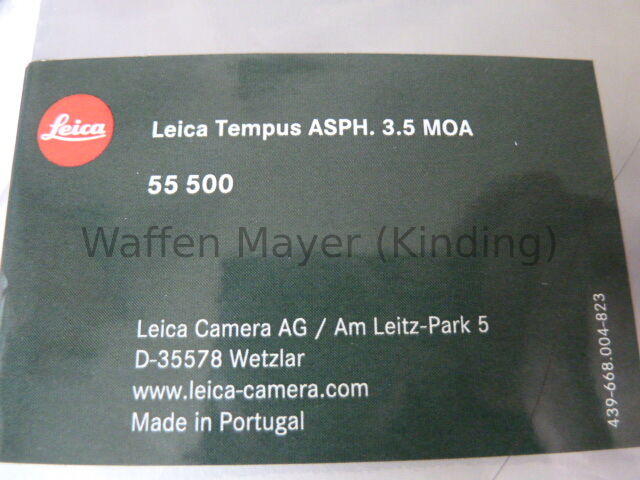 Leica
Leica Tempus ASPH. 3.5 MOA
55 500
Waffen Mayer (Kinding)
Leica Camera AG / Am Leitz-Park 5
D-35578 Wetzlar
www.leica-camera.com
Made in Portugal
439-668.004-823